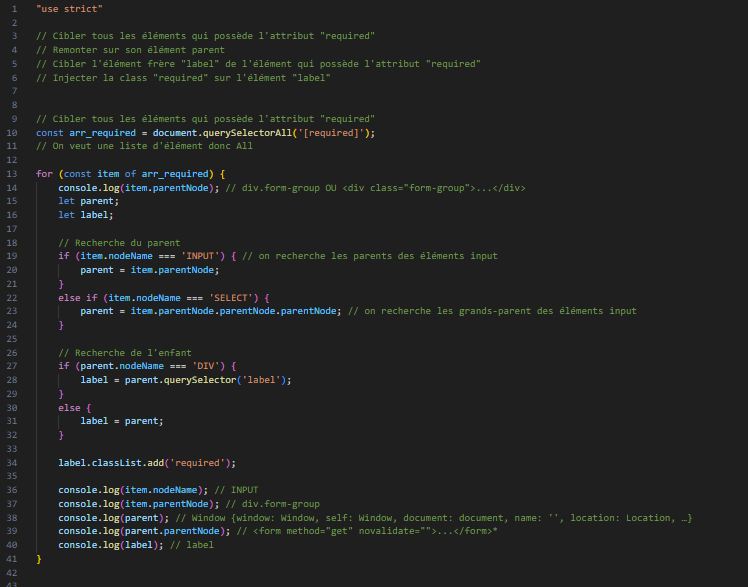 1 "use strict"
2
3 // Cibler tous les éléments qui possède l'attribut "required"
4 // Remonter sur son élément parent
5 // Cibler l'élément frère "label" de l'élément qui possède l'attribut "required"
6 // Injecter la class "required" sur l'élément "label"
7
8
9 // Cibler tous les éléments qui possède l'attribut "required"
10 const arr_required = document.querySelectorAll('[required]');
11 // On veut une liste d'élément donc All
12
13 for (const item of arr_required) {
14 console.log(item.parentNode); // div.form-group OU <div class="form-group">...</div>
15 let parent;
16 let label;
17
18 // Recherche du parent
19 if (item.nodeName === 'INPUT') { // on recherche les parents des éléments input
20 parent = item.parentNode;
21 }
22 else if (item.nodeName === 'SELECT') {
23 parent = item.parentNode.parentNode.parentNode; // on recherche les grands-parent des éléments input
24 }
25
26 // Recherche de l'enfant
27 if (parent.nodeName === 'DIV') {
28 label = parent.querySelector('label');
29 }
30 else {
31 label = parent;
32 }
33
34 label.classList.add('required');
35
36 console.log(item.nodeName); // INPUT
37 console.log(item.parentNode); // div.form-group
38 console.log(parent); // Window {window: Window, self: Window, document: document, name: '', location: Location, …}
39 console.log(parent.parentNode); // <form method="get" novalidate="">...</form>*
40 console.log(label); // label
41 }
42
43